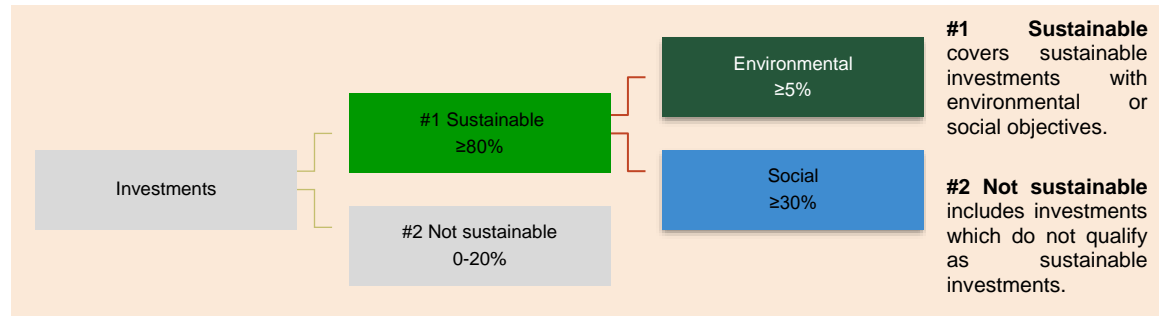 Investments
#1 Sustainable
≥80%
#2 Not sustainable
0-20%
Environmental
≥5%
Social
≥30%
#1 Sustainable
covers sustainable
investments with
environmental or
social objectives.
#2 Not sustainable
includes investments
which do not qualify
as sustainable
investments.